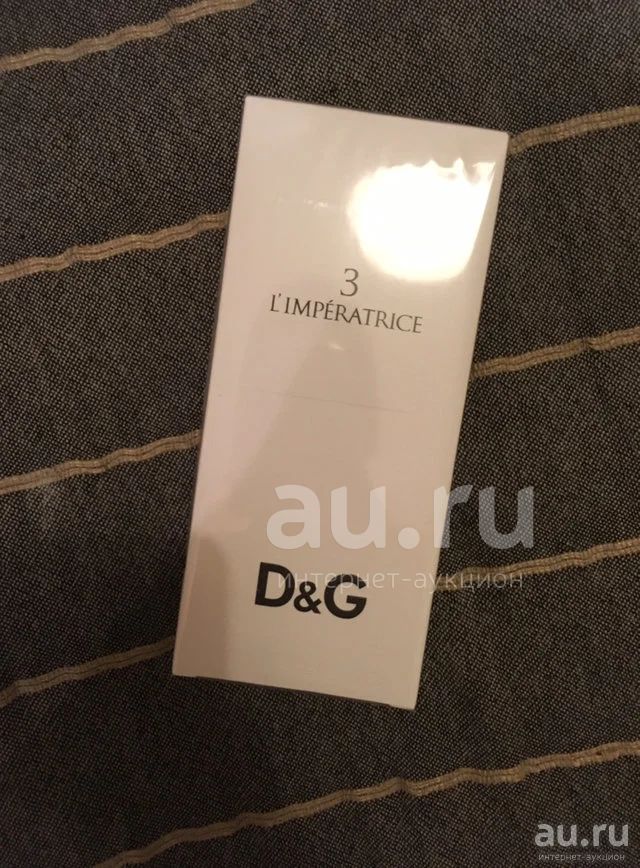 3
L'IMPÉRATRICE
au.ru
интернет-аукцион
D&G
au.ru
интернет-аукцион